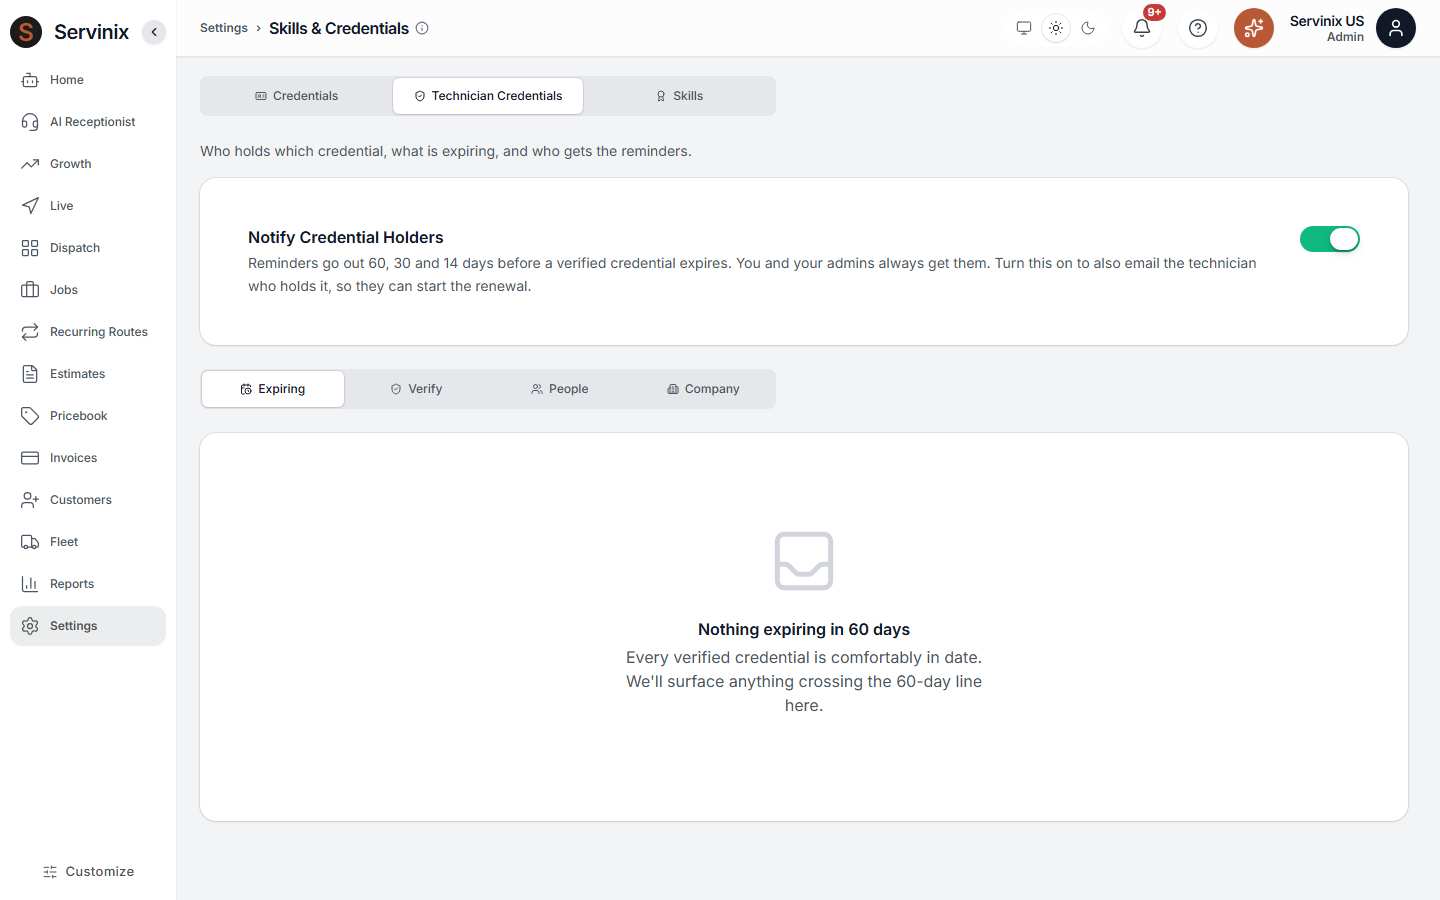 S Servinix
Settings › Skills & Credentials
9+
Servinix US
Admin
Home
AI Receptionist
Growth
Live
Dispatch
Jobs
Recurring Routes
Estimates
Pricebook
Invoices
Customers
Fleet
Reports
Settings
Customize
Credentials
Technician Credentials
Skills
Who holds which credential, what is expiring, and who gets the reminders.
Notify Credential Holders
Reminders go out 60, 30 and 14 days before a verified credential expires. You and your admins always get them. Turn this on to also email the technician
who holds it, so they can start the renewal.
Expiring
Verify
People
Company
Nothing expiring in 60 days
Every verified credential is comfortably in date.
We'll surface anything crossing the 60-day line
here.